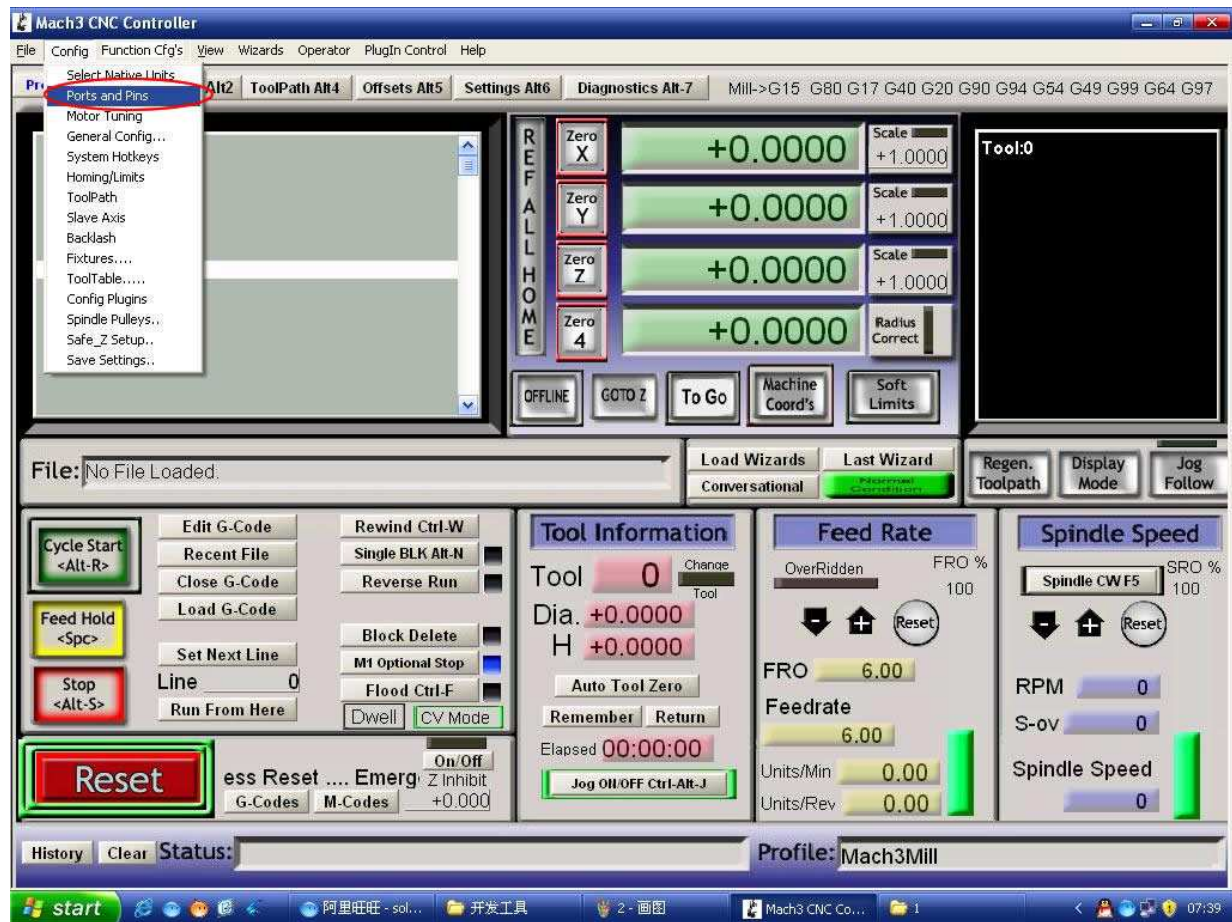 Mach3 CNC Controller
File Config Function Cfg's View Wizards Operator PlugIn Control Help
Select Native Units
Ports and Pins
Motor Tuning
General Config...
System Hotkeys
Homing/Limits
ToolPath
Slave Axis
Backlash
Fixtures....
ToolTable.....
Config Plugins
Spindle Pulleys..
Safe_Z Setup..
Save Settings..
Alt2 ToolPath Alt4 Offsets Alt5 Settings Alt6 Diagnostics Alt-7 Mill->G15 G80 G17 G40 G20 G90 G94 G54 G49 G99 G64 G97
REF ALL HOME
Zero X +0.0000 Scale +1.0000
Zero Y +0.0000 Scale +1.0000
Zero Z +0.0000 Scale +1.0000
Zero 4 +0.0000 Radius Correct
OFFLINE GOTO Z To Go Machine Coord's Soft Limits
Tool:0
File: No File Loaded.
Load Wizards Last Wizard
Conversational Normal Condition
Regen. Toolpath Display Mode Jog Follow
Cycle Start <Alt-R>
Feed Hold <Spc>
Stop <Alt-S>
Edit G-Code Rewind Ctrl-W
Recent File Single BLK Alt-N
Close G-Code Reverse Run
Load G-Code
Block Delete
Set Next Line M1 Optional Stop
Line 0 Flood Ctrl-F
Run From Here Dwell CV Mode
Reset
ess Reset .... Emerg
On/Off
Z Inhibit
+0.000
G-Codes M-Codes
Tool Information
Tool 0 Change Tool
Dia. +0.0000
H +0.0000
Auto Tool Zero
Remember Return
Elapsed 00:00:00
Jog ON/OFF Ctrl-Alt-J
Feed Rate
OverRidden FRO % 100
Reset
FRO 6.00
Feedrate
6.00
Units/Min 0.00
Units/Rev 0.00
Spindle Speed
Spindle CW F5 SRO % 100
Reset
RPM 0
S-ov 0
Spindle Speed
0
History Clear Status:
Profile: Mach3Mill
start 阿里旺旺 - sol... 开发工具 2 - 画图 Mach3 CNC Co... 1 07:39